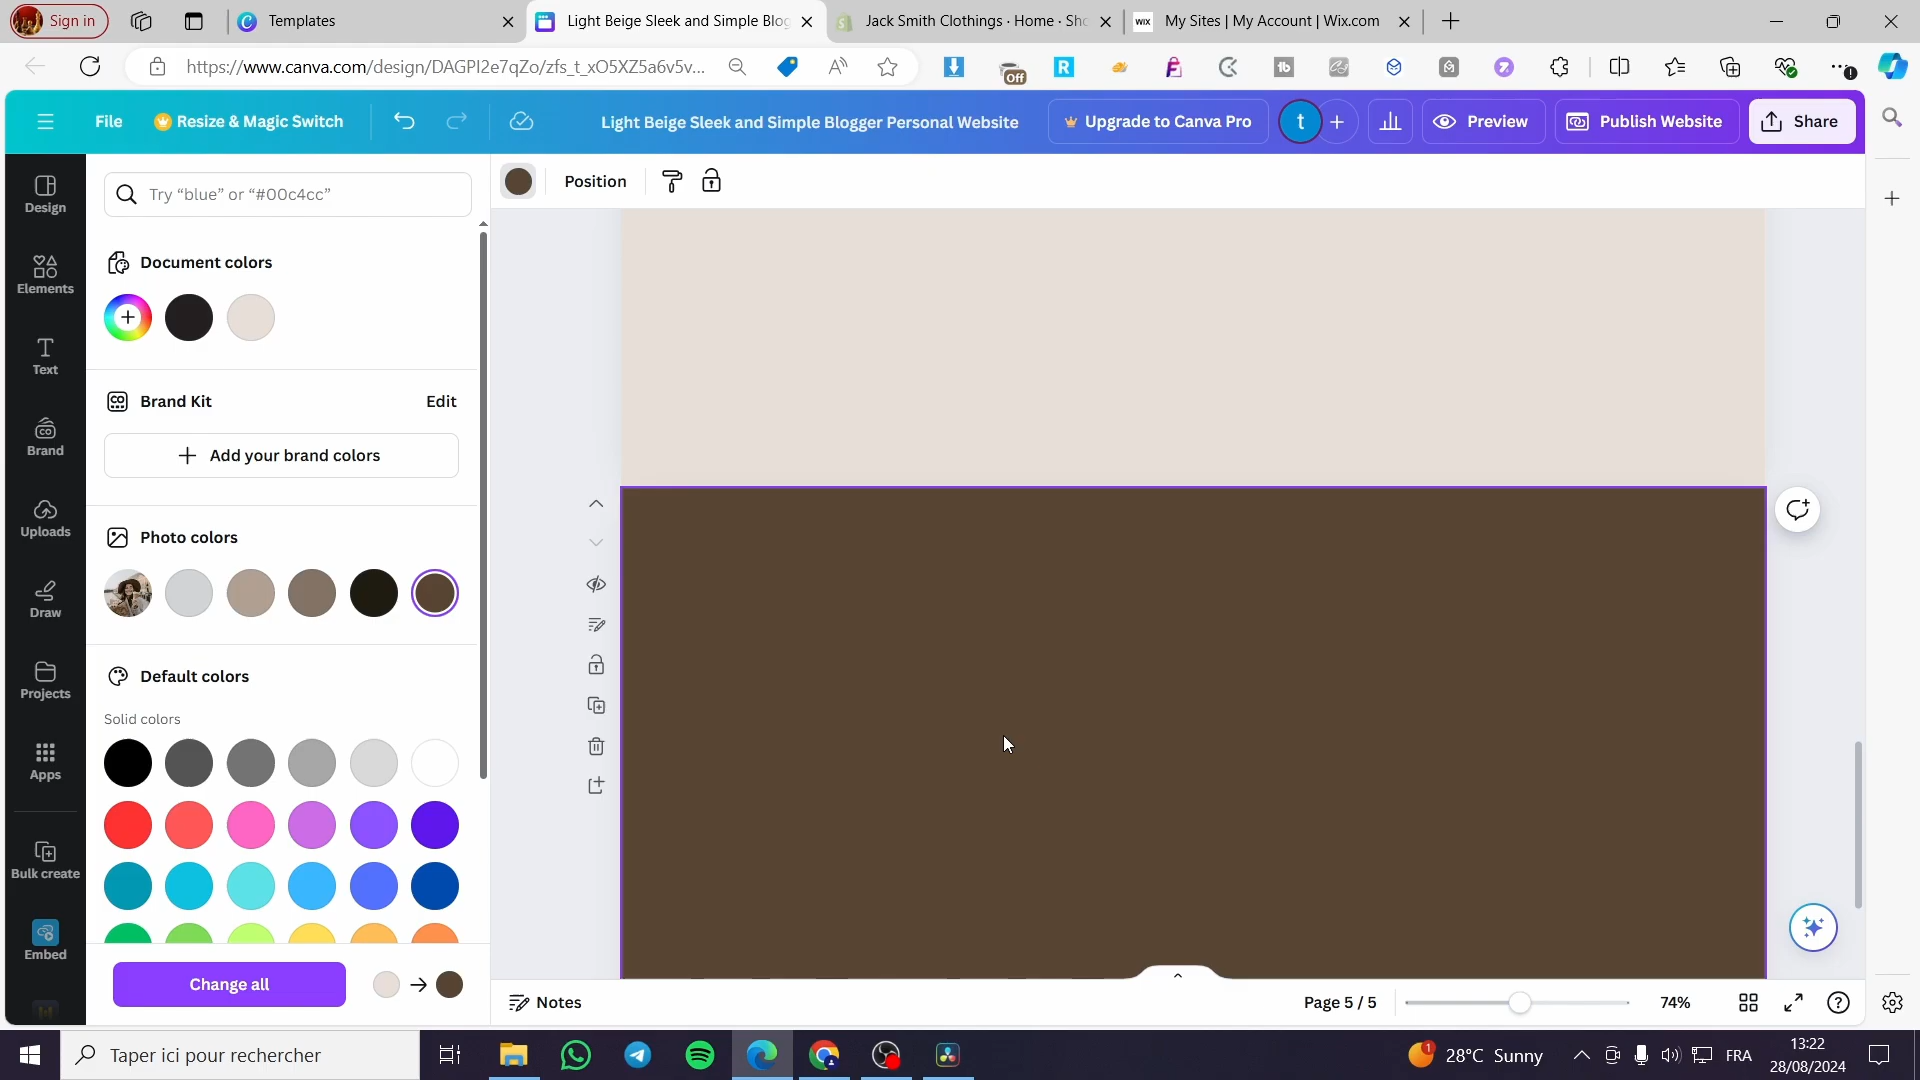 Sign in
Templates
Light Beige Sleek and Simple Blog
Jack Smith Clothings · Home · Sho
WIX
My Sites | My Account | Wix.com
https://www.canva.com/design/DAGPI2e7qZo/zfs_t_xO5XZ5a6v5v...
Off
File
Resize & Magic Switch
Light Beige Sleek and Simple Blogger Personal Website
Upgrade to Canva Pro
t
Preview
Publish Website
Share
Design
Elements
Text
Brand
Uploads
Draw
Projects
Apps
Bulk create
Embed
Try “blue” or “#00c4cc”
Document colors
Brand Kit
Edit
Add your brand colors
Photo colors
Default colors
Solid colors
Change all
Position
Notes
Page 5 / 5
74%
Taper ici pour rechercher
1
28°C Sunny
FRA
13:22
28/08/2024